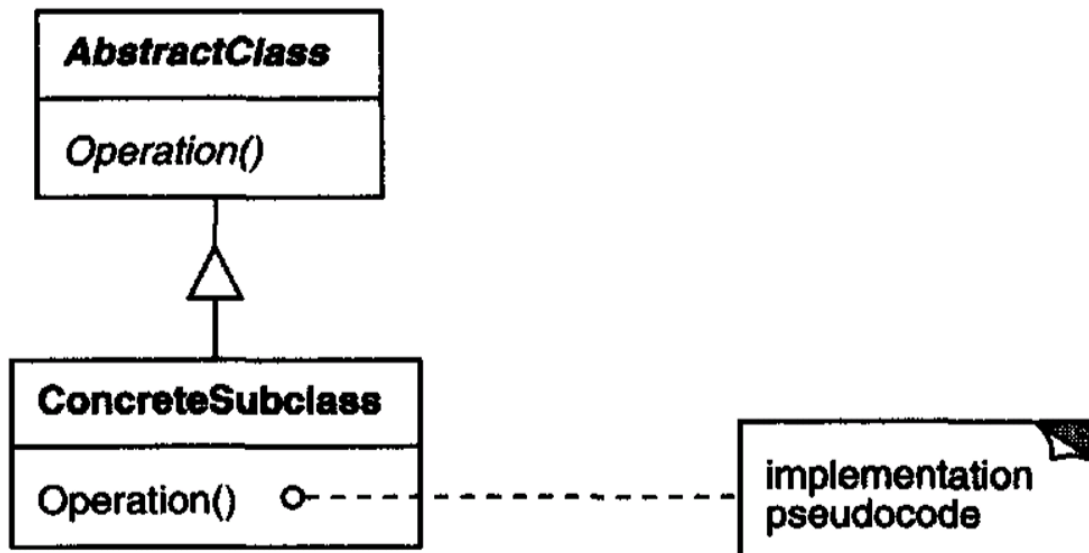 AbstractClass
Operation()
ConcreteSubclass
Operation()
implementation
pseudocode